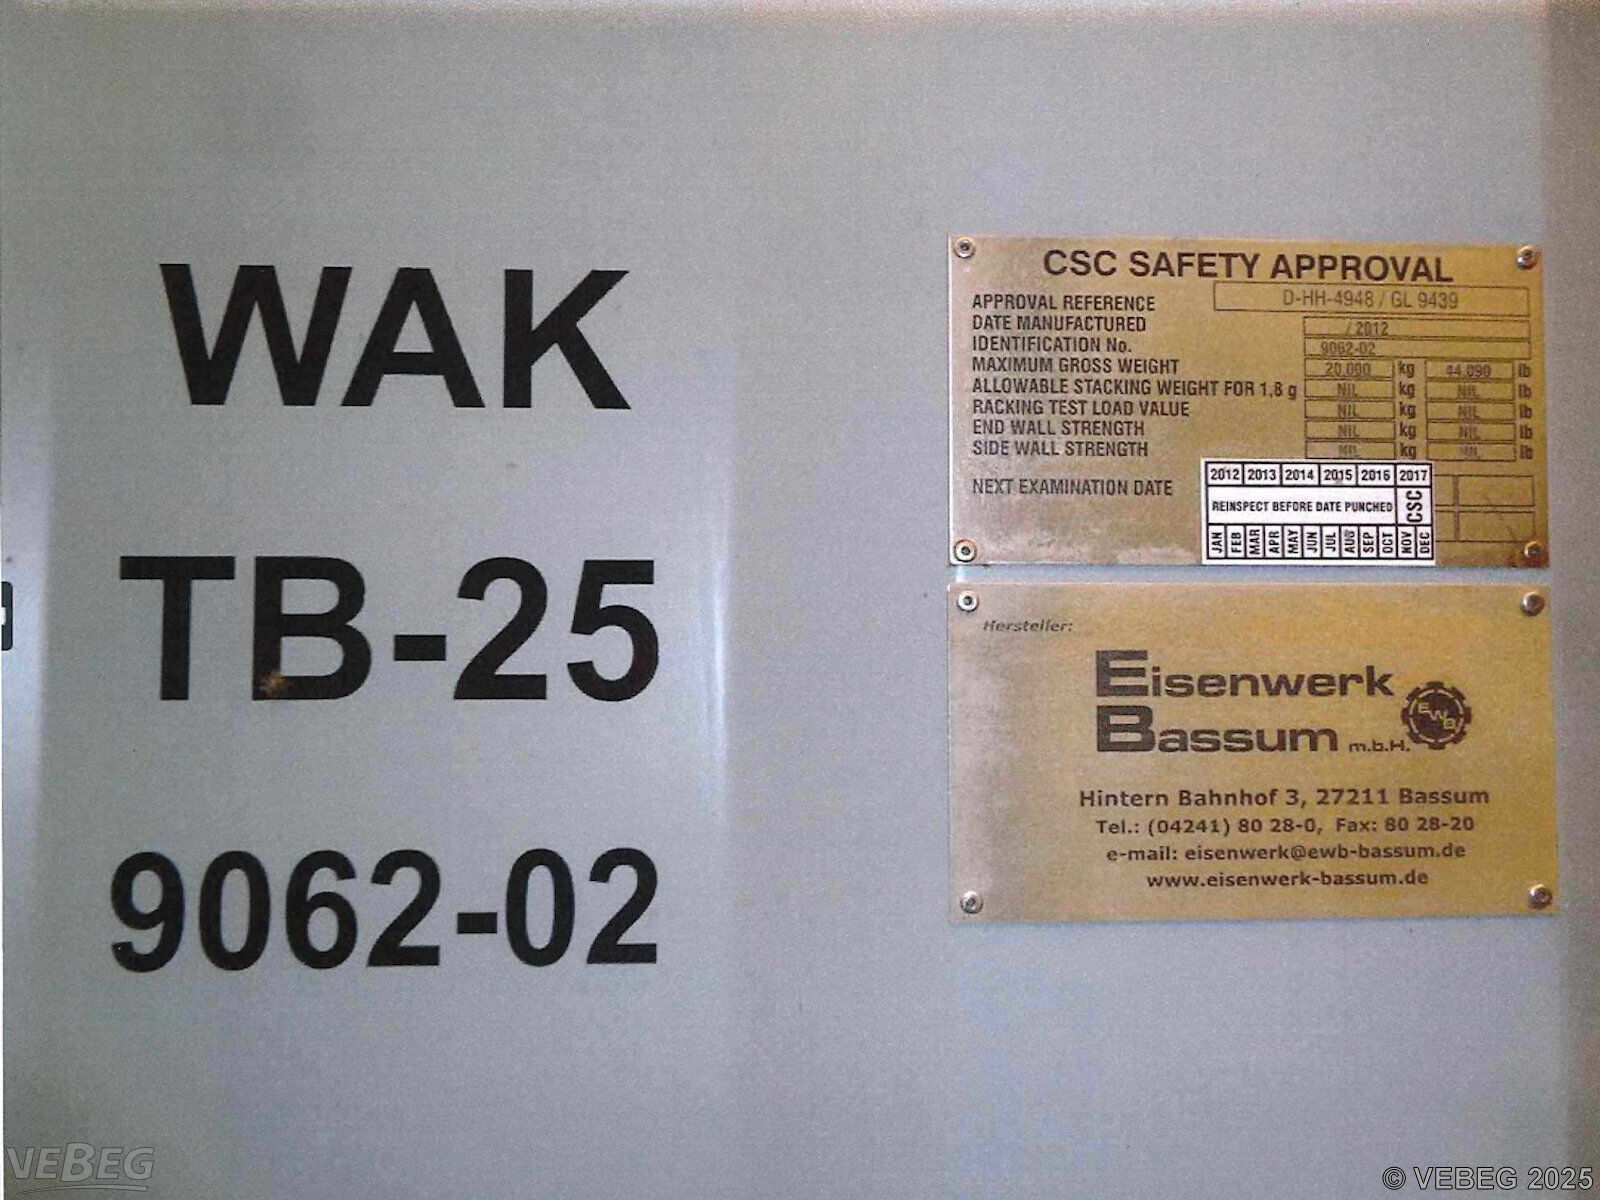 WAK
TB-25
9062-02
CSC SAFETY APPROVAL
APPROVAL REFERENCE D-HH-4948 / GL 9439
DATE MANUFACTURED / 2012
IDENTIFICATION No. 9062-02
MAXIMUM GROSS WEIGHT 20.000 kg 44.090 lb
ALLOWABLE STACKING WEIGHT FOR 1,8 g NIL kg NIL lb
RACKING TEST LOAD VALUE NIL kg NIL lb
END WALL STRENGTH NIL kg NIL lb
SIDE WALL STRENGTH NIL kg NIL lb
NEXT EXAMINATION DATE
2012 2013 2014 2015 2016 2017
REINSPECT BEFORE DATE PUNCHED CSC
JAN FEB MAR APR MAY JUN JUL AUG SEP OCT NOV DEC
Hersteller:
Eisenwerk
Bassum m.b.H.
EWB
Hintern Bahnhof 3, 27211 Bassum
Tel.: (04241) 80 28-0, Fax: 80 28-20
e-mail: eisenwerk@ewb-bassum.de
www.eisenwerk-bassum.de
VEBEG
© VEBEG 2025